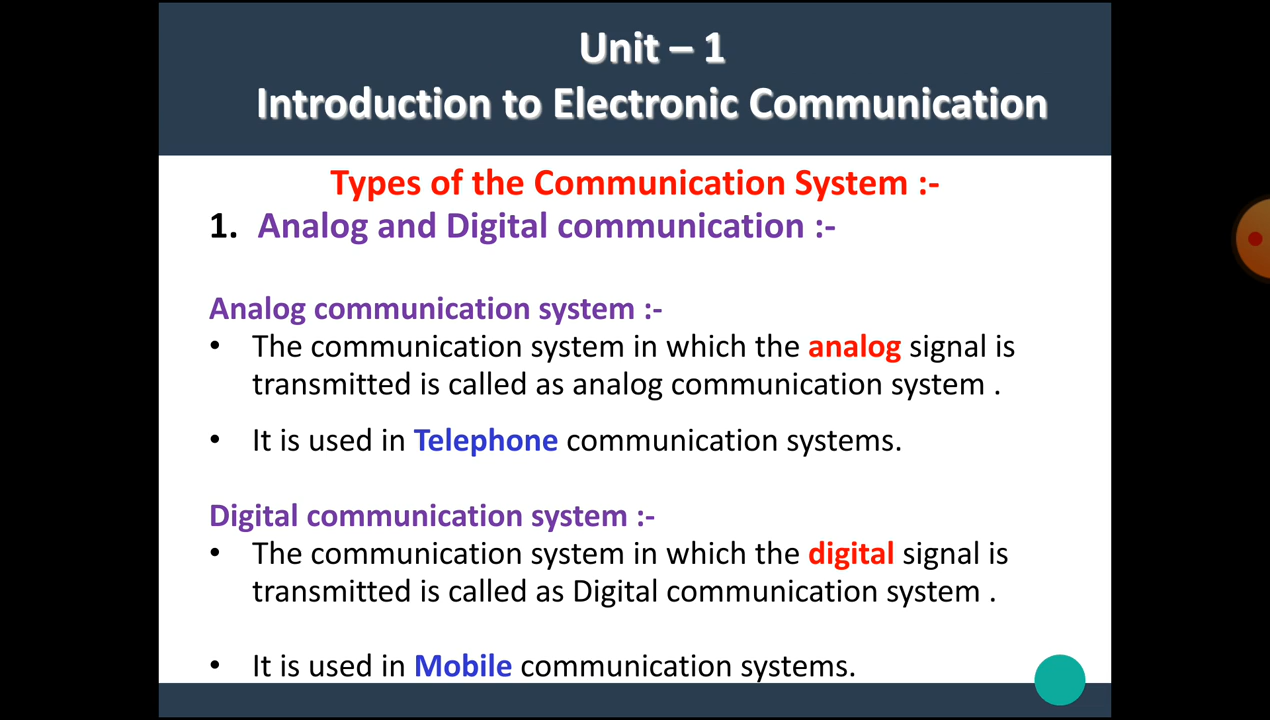 Unit – 1
Introduction to Electronic Communication
Types of the Communication System :-
1. Analog and Digital communication :-
Analog communication system :-
• The communication system in which the analog signal is
transmitted is called as analog communication system .
• It is used in Telephone communication systems.
Digital communication system :-
• The communication system in which the digital signal is
transmitted is called as Digital communication system .
• It is used in Mobile communication systems.